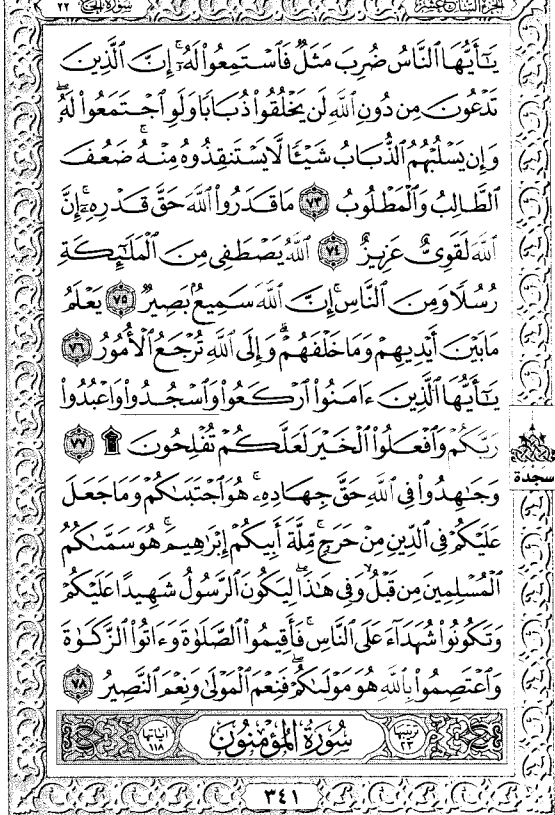 سورة الحج ٢٢ الجزء السابع عشر
يَـٰٓأَيُّهَا ٱلنَّاسُ ضُرِبَ مَثَلٌ فَٱسْتَمِعُوا۟ لَهُۥٓ ۚ إِنَّ ٱلَّذِينَ
تَدْعُونَ مِن دُونِ ٱللَّهِ لَن يَخْلُقُوا۟ ذُبَابًا وَلَوِ ٱجْتَمَعُوا۟ لَهُۥ ۖ
وَإِن يَسْلُبْهُمُ ٱلذُّبَابُ شَيْـًٔا لَّا يَسْتَنقِذُوهُ مِنْهُ ۚ ضَعُفَ
ٱلطَّالِبُ وَٱلْمَطْلُوبُ ٧٣ مَا قَدَرُوا۟ ٱللَّهَ حَقَّ قَدْرِهِۦٓ ۗ إِنَّ
ٱللَّهَ لَقَوِىٌّ عَزِيزٌ ٧٤ ٱللَّهُ يَصْطَفِى مِنَ ٱلْمَلَـٰٓئِكَةِ
رُسُلًا وَمِنَ ٱلنَّاسِ ۚ إِنَّ ٱللَّهَ سَمِيعٌۢ بَصِيرٌ ٧٥ يَعْلَمُ
مَا بَيْنَ أَيْدِيهِمْ وَمَا خَلْفَهُمْ ۗ وَإِلَى ٱللَّهِ تُرْجَعُ ٱلْأُمُورُ ٧٦
يَـٰٓأَيُّهَا ٱلَّذِينَ ءَامَنُوا۟ ٱرْكَعُوا۟ وَٱسْجُدُوا۟ وَٱعْبُدُوا۟
رَبَّكُمْ وَٱفْعَلُوا۟ ٱلْخَيْرَ لَعَلَّكُمْ تُفْلِحُونَ ۩ ٧٧
سجدة
وَجَـٰهِدُوا۟ فِى ٱللَّهِ حَقَّ جِهَادِهِۦ ۚ هُوَ ٱجْتَبَىٰكُمْ وَمَا جَعَلَ
عَلَيْكُمْ فِى ٱلدِّينِ مِنْ حَرَجٍ ۚ مِّلَّةَ أَبِيكُمْ إِبْرَٰهِيمَ ۚ هُوَ سَمَّىٰكُمُ
ٱلْمُسْلِمِينَ مِن قَبْلُ وَفِى هَـٰذَا لِيَكُونَ ٱلرَّسُولُ شَهِيدًا عَلَيْكُمْ
وَتَكُونُوا۟ شُهَدَآءَ عَلَى ٱلنَّاسِ ۚ فَأَقِيمُوا۟ ٱلصَّلَوٰةَ وَءَاتُوا۟ ٱلزَّكَوٰةَ
وَٱعْتَصِمُوا۟ بِٱللَّهِ هُوَ مَوْلَىٰكُمْ ۖ فَنِعْمَ ٱلْمَوْلَىٰ وَنِعْمَ ٱلنَّصِيرُ ٧٨
ترتيبها ٢٣ سُورَةُ الْمُؤْمِنُونَ آياتها ١١٨
٣٤١